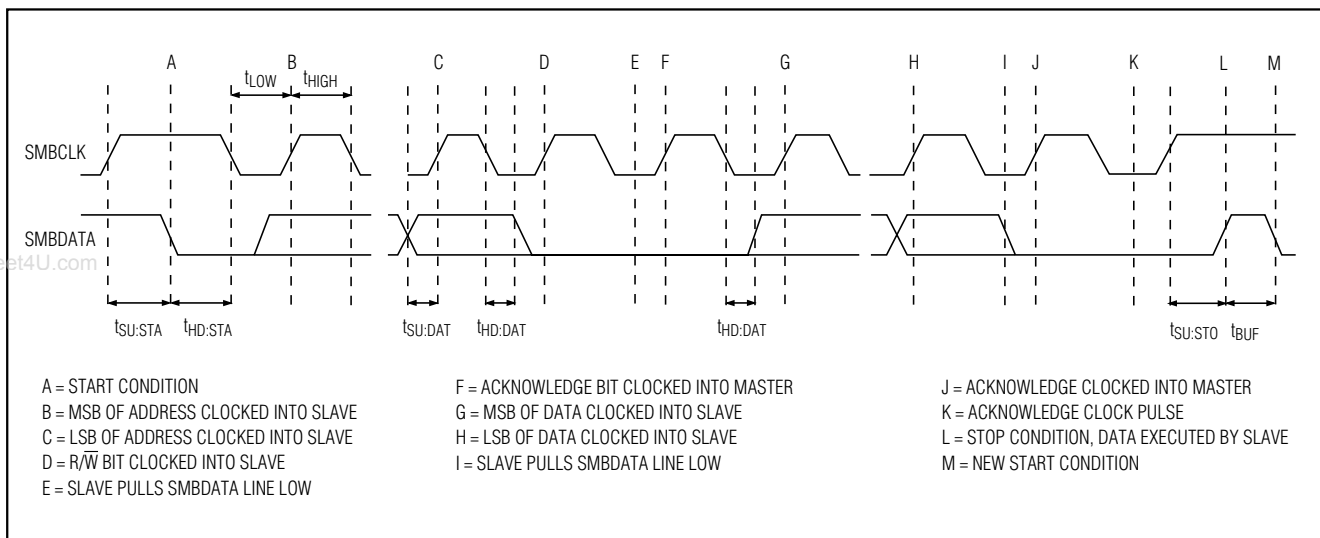 A B C D E F G H I J K L M
tLOW tHIGH
SMBCLK
SMBDATA
eet4U.com
tSU:STA tHD:STA tSU:DAT tHD:DAT tHD:DAT tSU:STO tBUF
A = START CONDITION
B = MSB OF ADDRESS CLOCKED INTO SLAVE
C = LSB OF ADDRESS CLOCKED INTO SLAVE
D = R/W̅ BIT CLOCKED INTO SLAVE
E = SLAVE PULLS SMBDATA LINE LOW
F = ACKNOWLEDGE BIT CLOCKED INTO MASTER
G = MSB OF DATA CLOCKED INTO SLAVE
H = LSB OF DATA CLOCKED INTO SLAVE
I = SLAVE PULLS SMBDATA LINE LOW
J = ACKNOWLEDGE CLOCKED INTO MASTER
K = ACKNOWLEDGE CLOCK PULSE
L = STOP CONDITION, DATA EXECUTED BY SLAVE
M = NEW START CONDITION